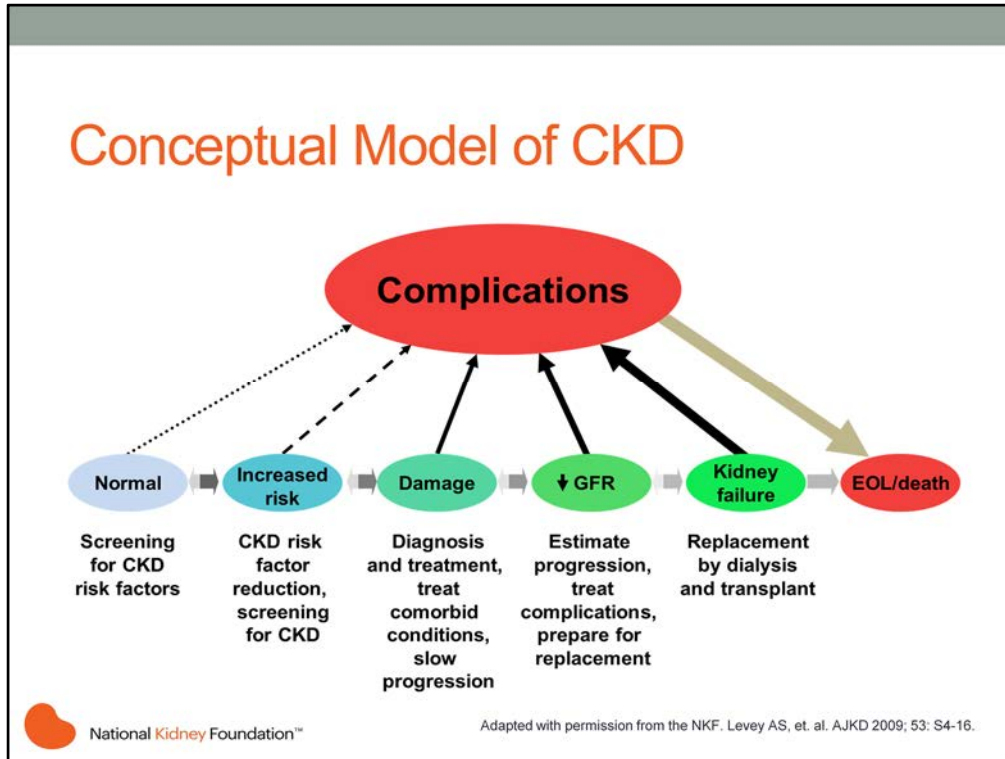 Conceptual Model of CKD
Complications
Normal
Increased
risk
Damage
↓ GFR
Kidney
failure
EOL/death
Screening
for CKD
risk factors
CKD risk
factor
reduction,
screening
for CKD
Diagnosis
and treatment,
treat
comorbid
conditions,
slow
progression
Estimate
progression,
treat
complications,
prepare for
replacement
Replacement
by dialysis
and transplant
National Kidney Foundation™
Adapted with permission from the NKF. Levey AS, et. al. AJKD 2009; 53: S4-16.